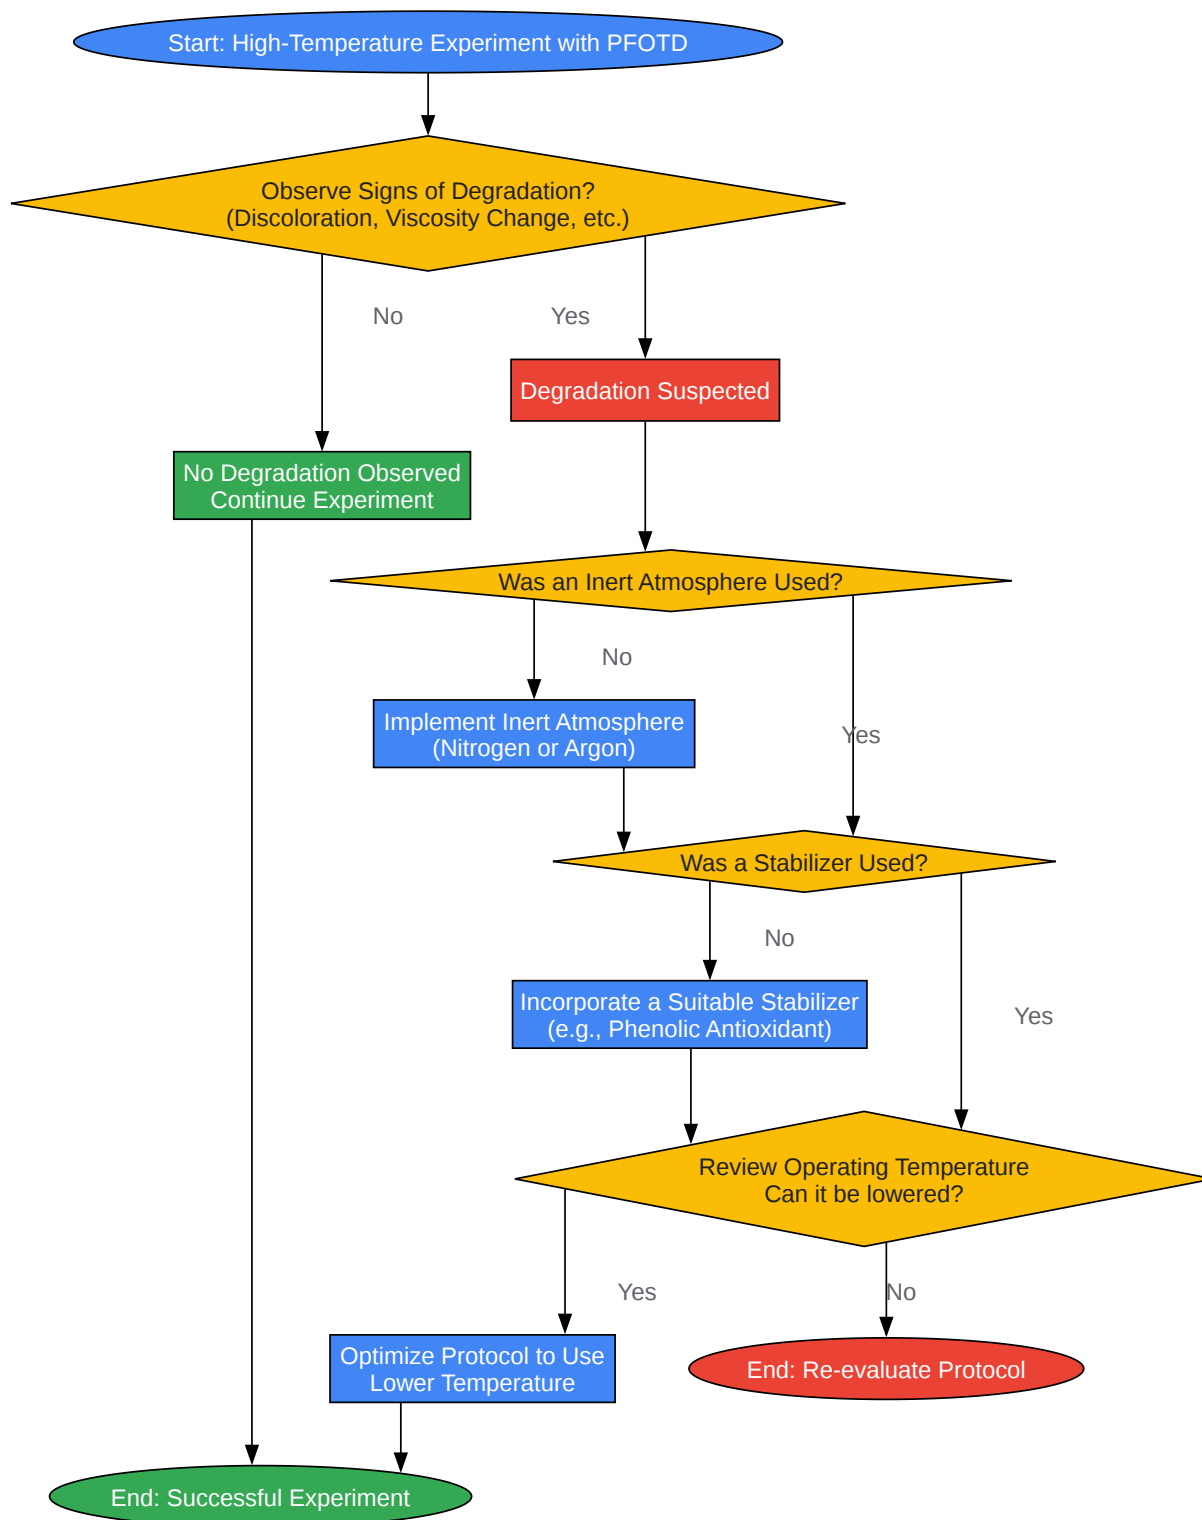 Start: High-Temperature Experiment with PFOTD
Observe Signs of Degradation?
(Discoloration, Viscosity Change, etc.)
No
Yes
Degradation Suspected
No Degradation Observed
Continue Experiment
Was an Inert Atmosphere Used?
No
Implement Inert Atmosphere
(Nitrogen or Argon)
Yes
Was a Stabilizer Used?
No
Incorporate a Suitable Stabilizer
(e.g., Phenolic Antioxidant)
Yes
Review Operating Temperature
Can it be lowered?
Yes
No
Optimize Protocol to Use
Lower Temperature
End: Re-evaluate Protocol
End: Successful Experiment